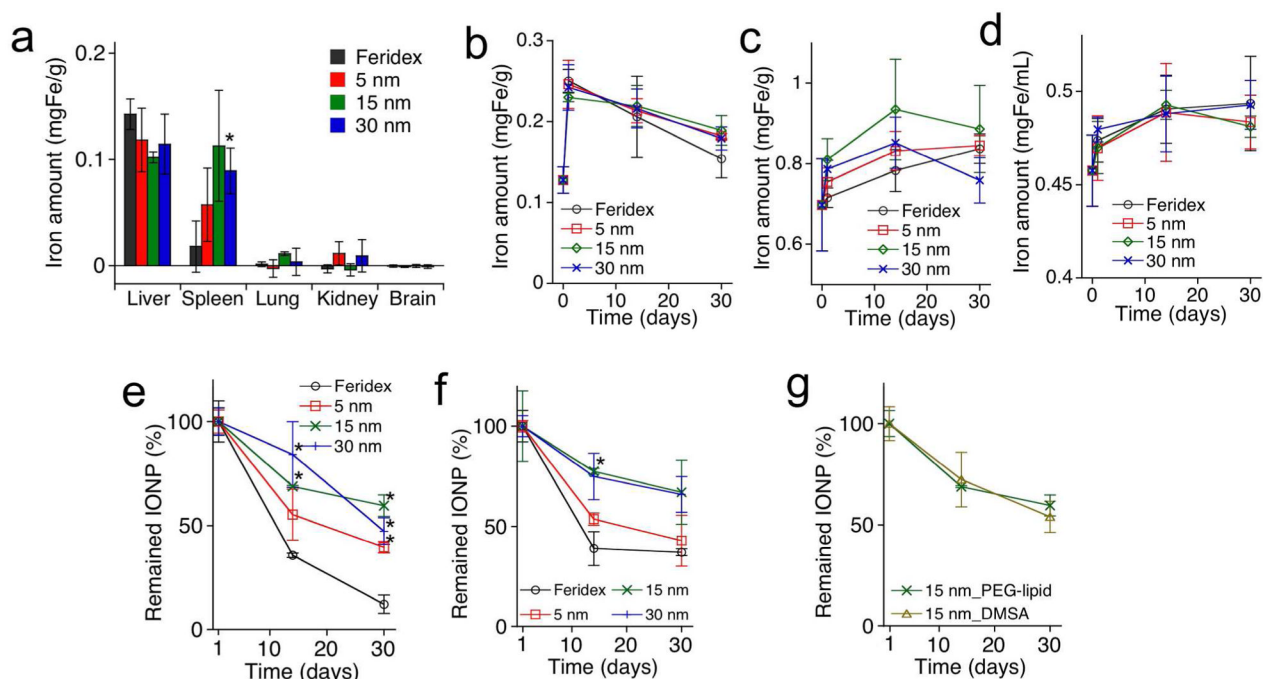 a
Iron amount (mgFe/g)
0.2
0.1
0
Feridex
5 nm
15 nm
30 nm
*
Liver Spleen Lung Kidney Brain
b
Iron amount (mgFe/g)
0.3
0.2
0.1
0
Feridex
5 nm
15 nm
30 nm
0 10 20 30
Time (days)
c
Iron amount (mgFe/g)
1
0.8
0.6
Feridex
5 nm
15 nm
30 nm
0 10 20 30
Time (days)
d
Iron amount (mgFe/mL)
0.5
0.45
0.4
Feridex
5 nm
15 nm
30 nm
0 10 20 30
Time (days)
e
Remained IONP (%)
100
50
0
Feridex
5 nm
15 nm
30 nm
*
*
*
*
*
1 10 20 30
Time (days)
f
Remained IONP (%)
100
50
0
*
Feridex 15 nm
5 nm 30 nm
1 10 20 30
Time (days)
g
Remained IONP (%)
100
50
0
15 nm_PEG-lipid
15 nm_DMSA
1 10 20 30
Time (days)